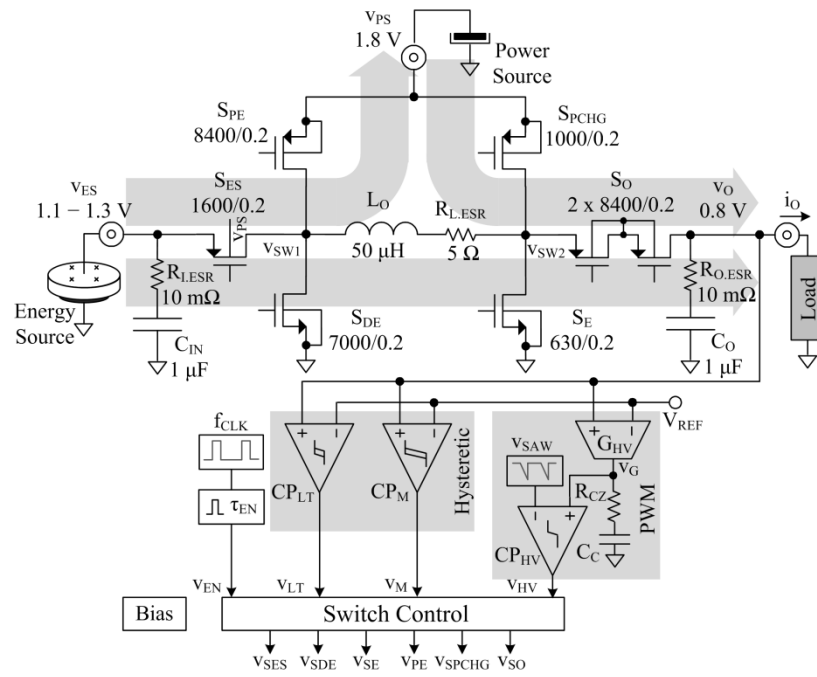 vPS
1.8 V
Power
Source
SPE
8400/0.2
SPCHG
1000/0.2
vES
1.1 − 1.3 V
SES
1600/0.2
vPS
LO
50 μH
RL.ESR
5 Ω
SO
2 x 8400/0.2
vO
0.8 V
iO
vSW1
vSW2
Energy
Source
RI.ESR
10 mΩ
CIN
1 μF
SDE
7000/0.2
SE
630/0.2
RO.ESR
10 mΩ
CO
1 μF
Load
VREF
fCLK
τEN
+ −
CPLT
+ −
CPM
Hysteretic
vSAW
+ −
GHV
vG
RCZ
CC
− +
CPHV
PWM
vEN
vLT
vM
vHV
Bias
Switch Control
vSES
vSDE
vSE
vPE
vSPCHG
vSO